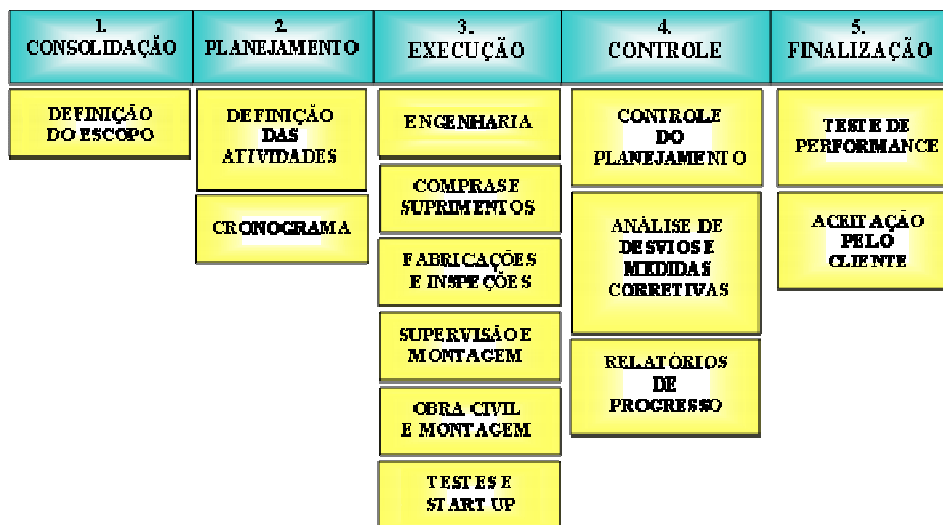 1.
CONSOLIDAÇÃO
2.
PLANEJAMENTO
3.
EXECUÇÃO
4.
CONTROLE
5.
FINALIZAÇÃO
DEFINIÇÃO
DO ESCOPO
DEFINIÇÃO
DAS
ATIVIDADES
CRONOGRAMA
ENGENHARIA
COMPRAS E
SUPRIMENTOS
FABRICAÇÕES
E INSPEÇÕES
SUPERVISÃO E
MONTAGEM
OBRA CIVIL
E MONTAGEM
TESTES E
START UP
CONTROLE
DO
PLANEJAMENTO
ANÁLISE DE
DESVIOS E
MEDIDAS
CORRETIVAS
RELATÓRIOS
DE
PROGRESSO
TESTE DE
PERFORMANCE
ACEITAÇÃO
PELO
CLIENTE